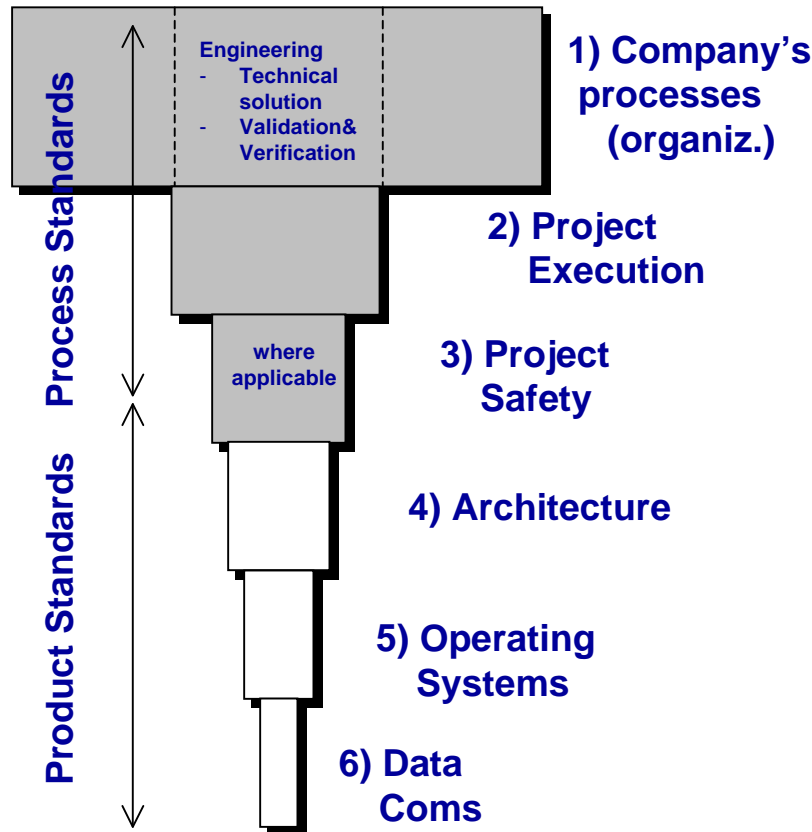 Engineering
- Technical
solution
- Validation&
Verification
1) Company’s
processes
(organiz.)
Process Standards
2) Project
Execution
where
applicable
3) Project
Safety
Product Standards
4) Architecture
5) Operating
Systems
6) Data
Coms